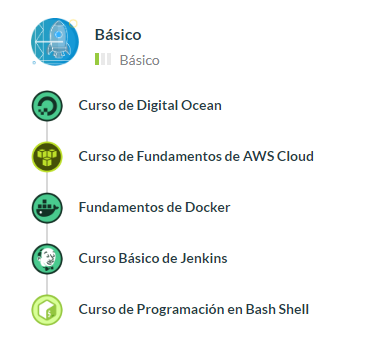 Básico
Básico
Curso de Digital Ocean
Curso de Fundamentos de AWS Cloud
Fundamentos de Docker
Curso Básico de Jenkins
Curso de Programación en Bash Shell